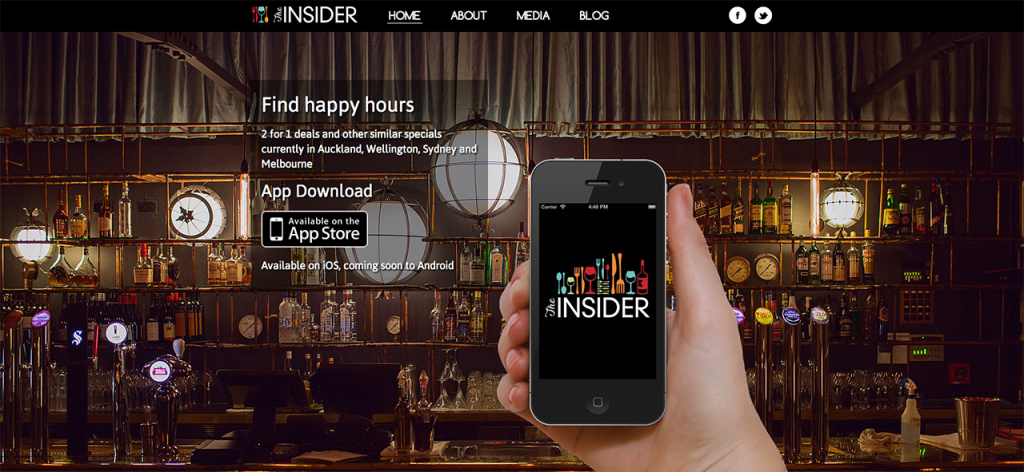 The INSIDER
HOME
ABOUT
MEDIA
BLOG
Find happy hours
2 for 1 deals and other similar specials
currently in Auckland, Wellington, Sydney and
Melbourne
App Download
Available on the
App Store
Available on iOS, coming soon to Android
Carrier
4:48 PM
The INSIDER